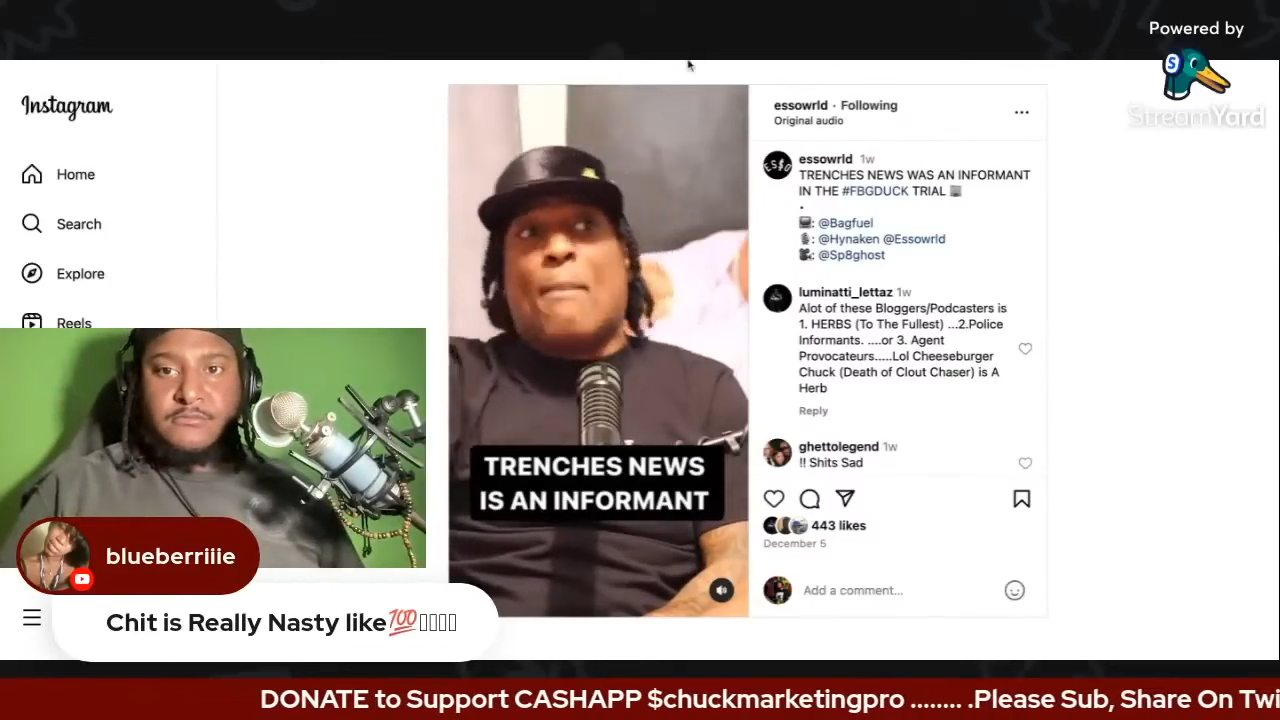 Powered by
StreamYard
Instagram
Home
Search
Explore
Reels
essowrld · Following
Original audio
ES$O
essowrld 1w
TRENCHES NEWS WAS AN INFORMANT
IN THE #FBGDUCK TRIAL
.
: @Bagfuel
: @Hynaken @Essowrld
: @Sp8ghost
luminatti_lettaz 1w
Alot of these Bloggers/Podcasters is
1. HERBS (To The Fullest) ...2.Police
Informants. ....or 3. Agent
Provocateurs.....Lol Cheeseburger
Chuck (Death of Clout Chaser) is A
Herb
Reply
ghettolegend 1w
!! Shits Sad
443 likes
December 5
Add a comment...
TRENCHES NEWS
IS AN INFORMANT
blueberriiie
Chit is Really Nasty like💯
DONATE to Support CASHAPP $chuckmarketingpro ........ .Please Sub, Share On Twi